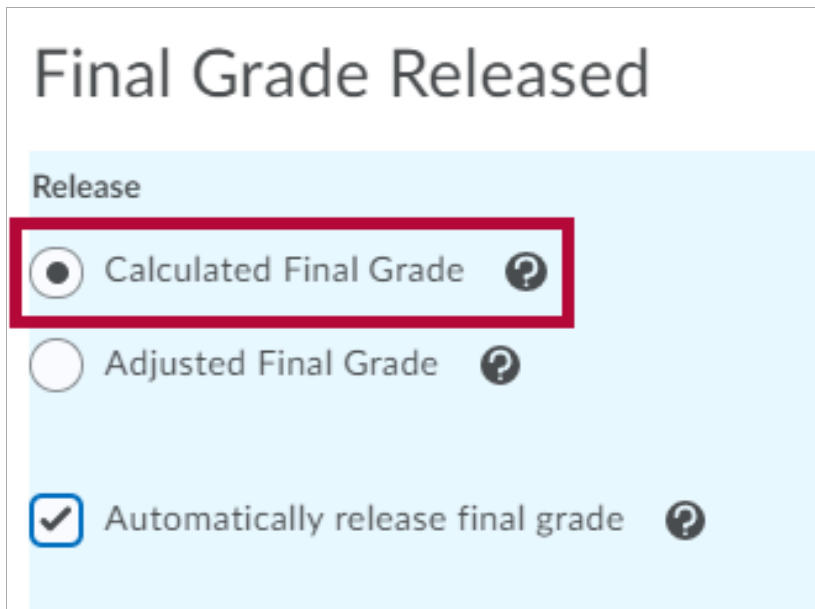 Final Grade Released
Release
Calculated Final Grade ?
Adjusted Final Grade ?
Automatically release final grade ?